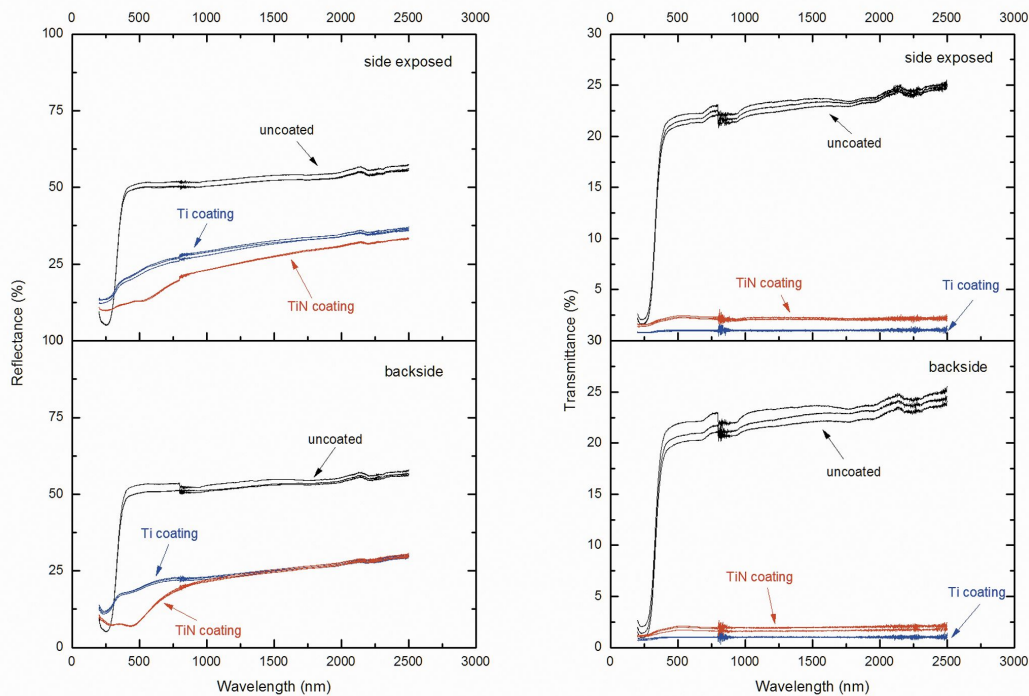 0 500 1000 1500 2000 2500 3000
0 500 1000 1500 2000 2500 3000
100
75
50
25
0
side exposed
uncoated
Ti coating
TiN coating
100
75
50
25
0
backside
uncoated
Ti coating
TiN coating
Reflectance (%)
0 500 1000 1500 2000 2500 3000
Wavelength (nm)
30
25
20
15
10
5
side exposed
uncoated
TiN coating
Ti coating
30
25
20
15
10
5
0
backside
uncoated
TiN coating
Ti coating
Transmittance (%)
0 500 1000 1500 2000 2500 3000
Wavelength (nm)